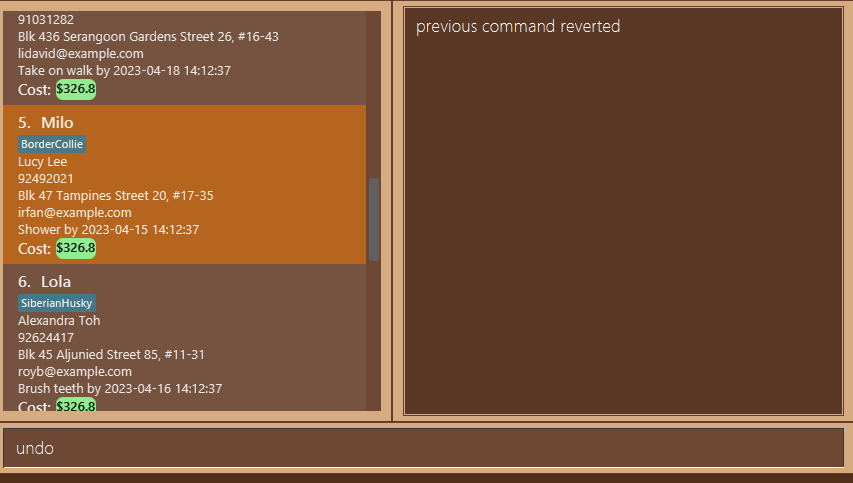 91031282
Blk 436 Serangoon Gardens Street 26, #16-43
lidavid@example.com
Take on walk by 2023-04-18 14:12:37
Cost: $326.8
5. Milo
BorderCollie
Lucy Lee
92492021
Blk 47 Tampines Street 20, #17-35
irfan@example.com
Shower by 2023-04-15 14:12:37
Cost: $326.8
6. Lola
SiberianHusky
Alexandra Toh
92624417
Blk 45 Aljunied Street 85, #11-31
royb@example.com
Brush teeth by 2023-04-16 14:12:37
Cost: $326.8
previous command reverted
undo